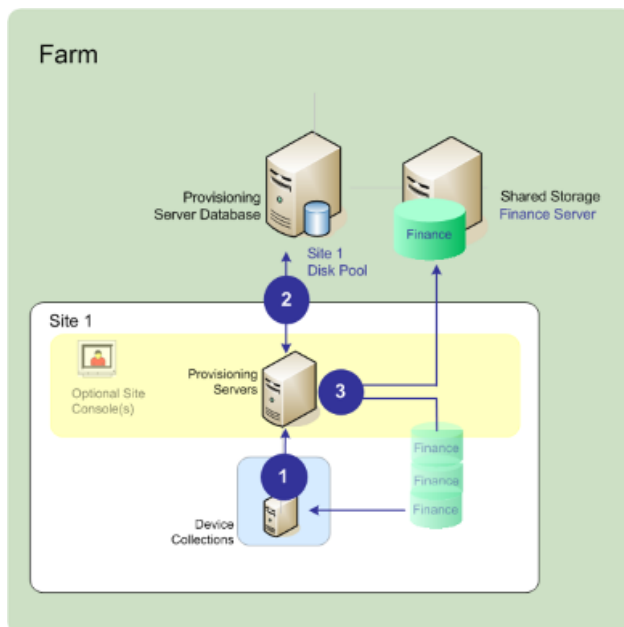 Farm
Provisioning
Server Database
Shared Storage
Finance Server
Finance
Site 1
Disk Pool
2
Site 1
Optional Site
Console(s)
Provisioning
Servers
3
Finance
Finance
Finance
1
Device
Collections